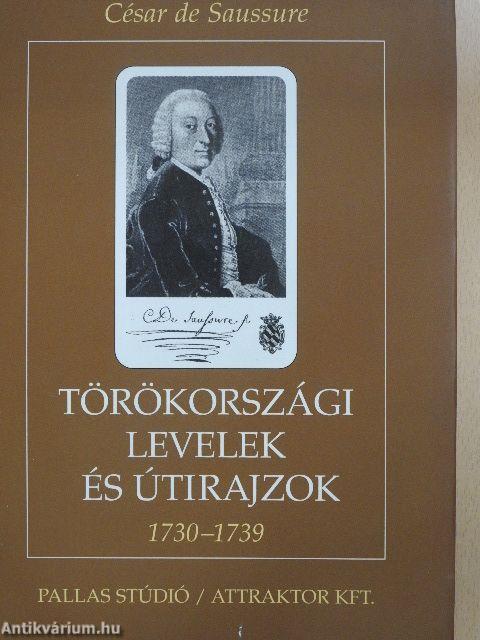 César de Saussure
C. De Saussure f.
TÖRÖKORSZÁGI
LEVELEK
ÉS ÚTIRAJZOK
1730–1739
PALLAS STÚDIÓ / ATTRAKTOR KFT.
Antikvárium.hu